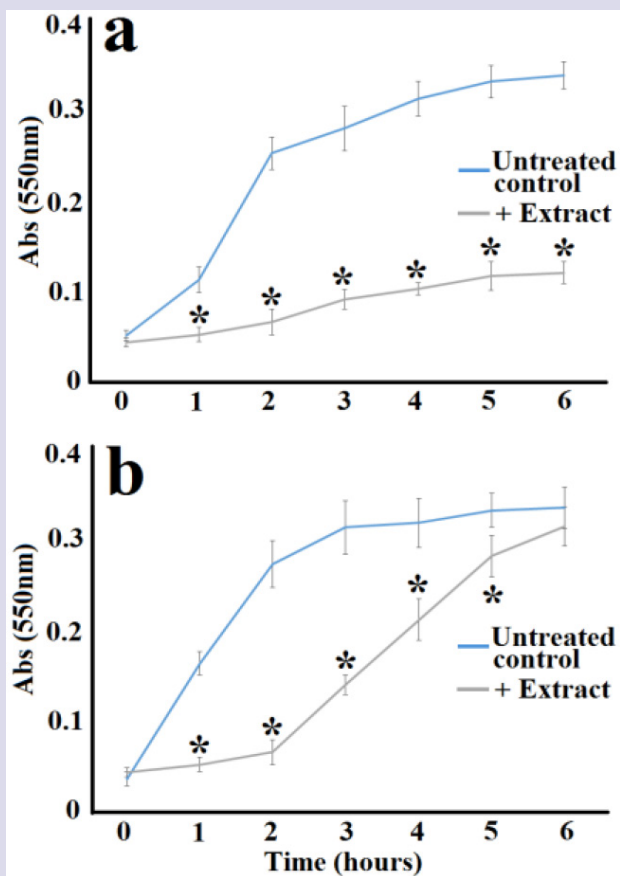 a
0.4
0.3
0.2
0.1
0
Abs (550nm)
Untreated
control
+ Extract
* * * * * *
0 1 2 3 4 5 6
b
0.4
0.3
0.2
0.1
0
Abs (550nm)
Untreated
control
+ Extract
* * * * *
0 1 2 3 4 5 6
Time (hours)